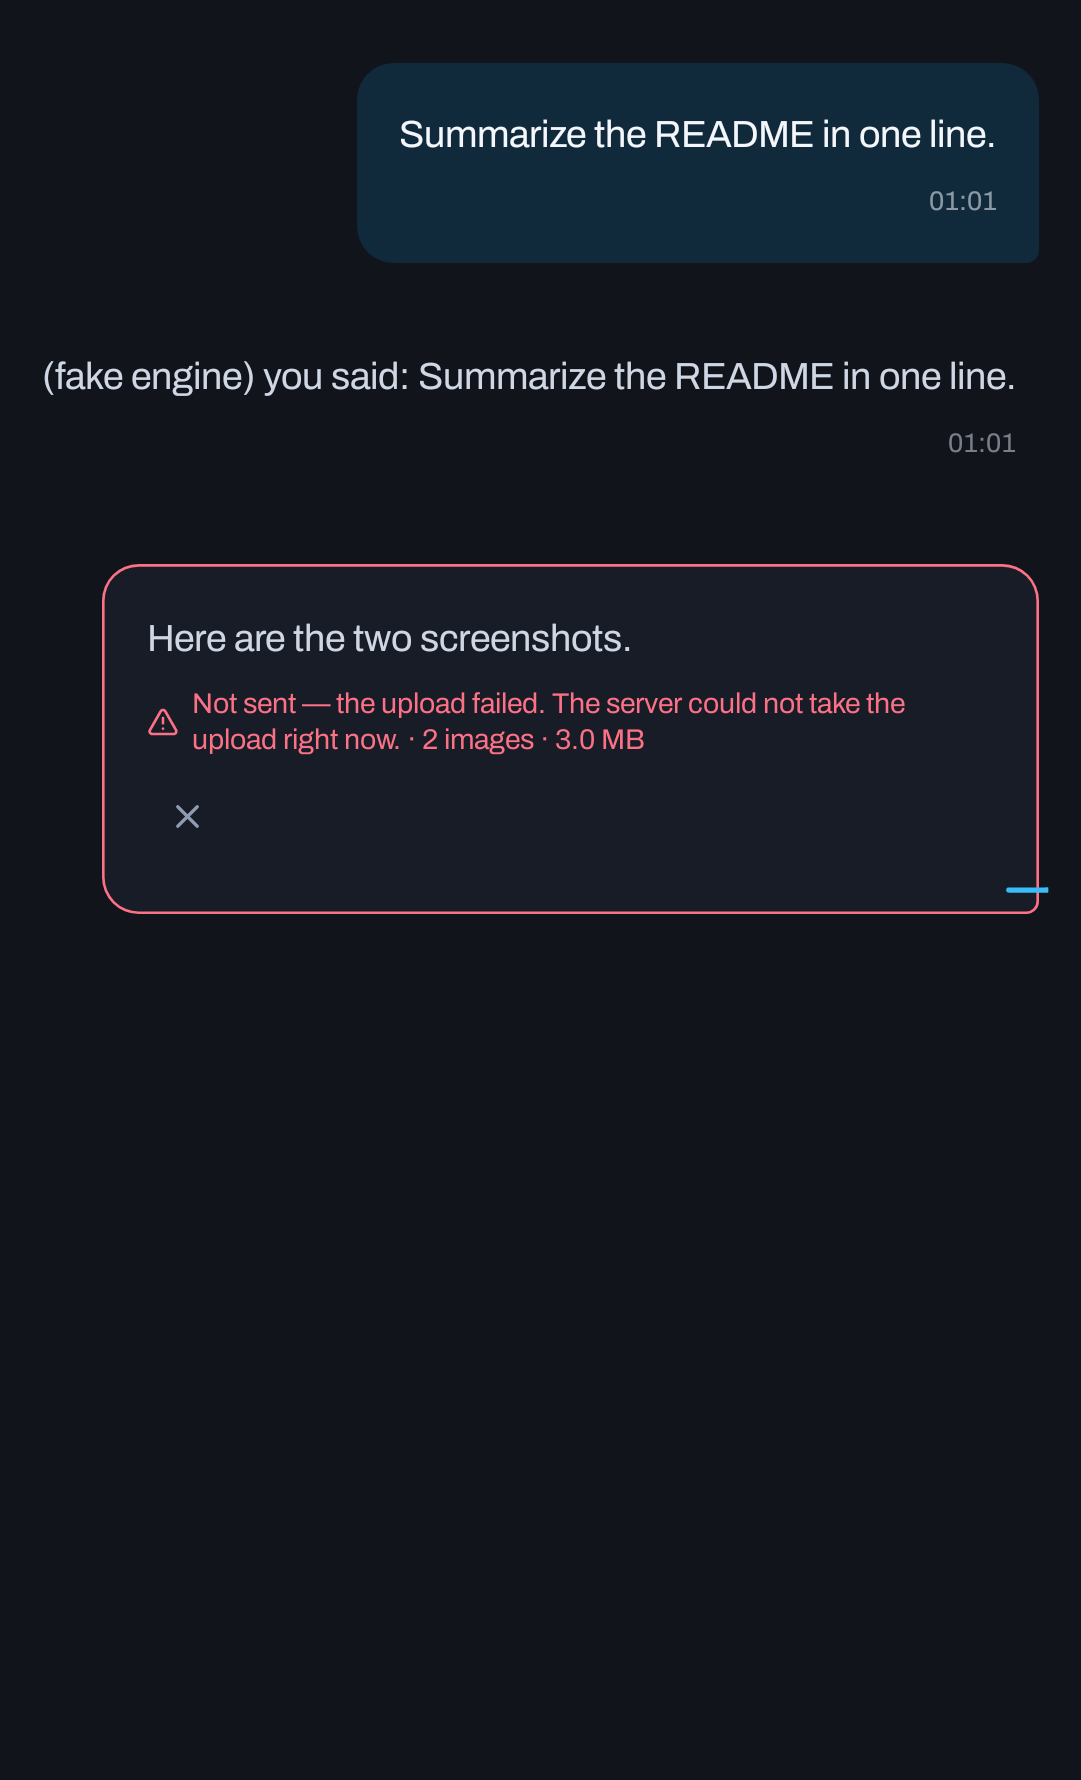 Summarize the README in one line.
01:01
(fake engine) you said: Summarize the README in one line.
01:01
Here are the two screenshots.
Not sent — the upload failed. The server could not take the
upload right now. · 2 images · 3.0 MB